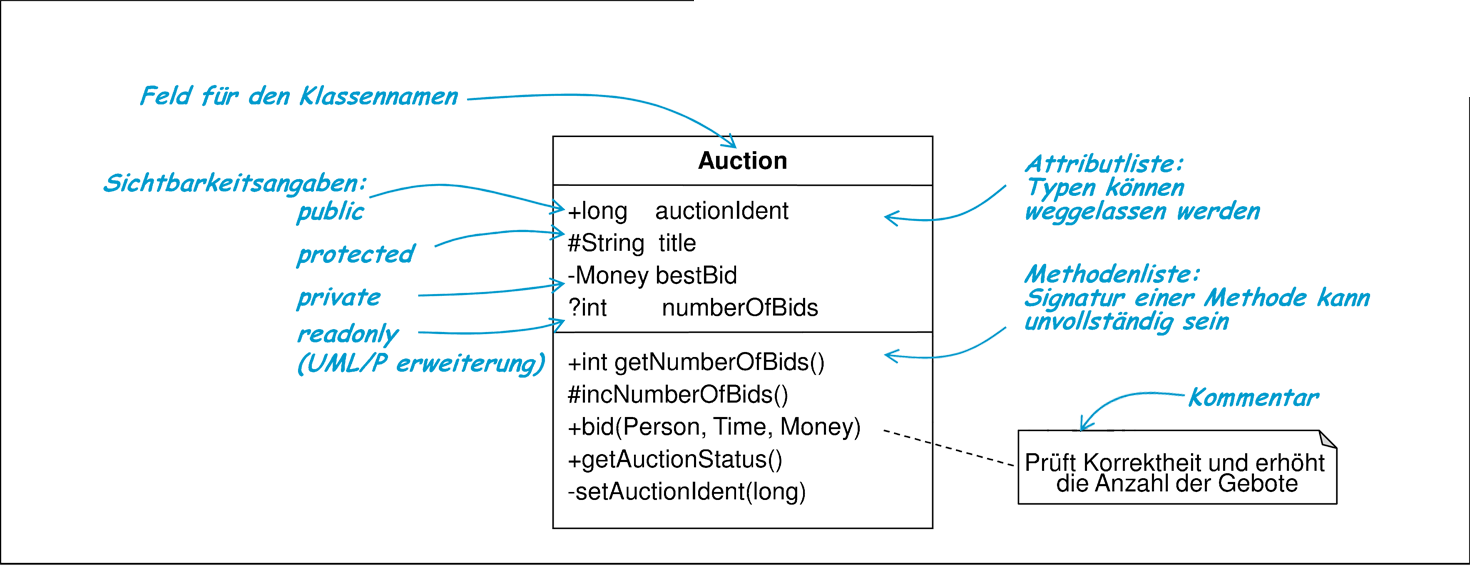 Feld für den Klassennamen
Auction
Sichtbarkeitsangaben:
public
protected
private
readonly
(UML/P erweiterung)
+long auctionIdent
#String title
-Money bestBid
?int numberOfBids
+int getNumberOfBids()
#incNumberOfBids()
+bid(Person, Time, Money)
+getAuctionStatus()
-setAuctionIdent(long)
Attributliste:
Typen können
weggelassen werden
Methodenliste:
Signatur einer Methode kann
unvollständig sein
Kommentar
Prüft Korrektheit und erhöht
die Anzahl der Gebote